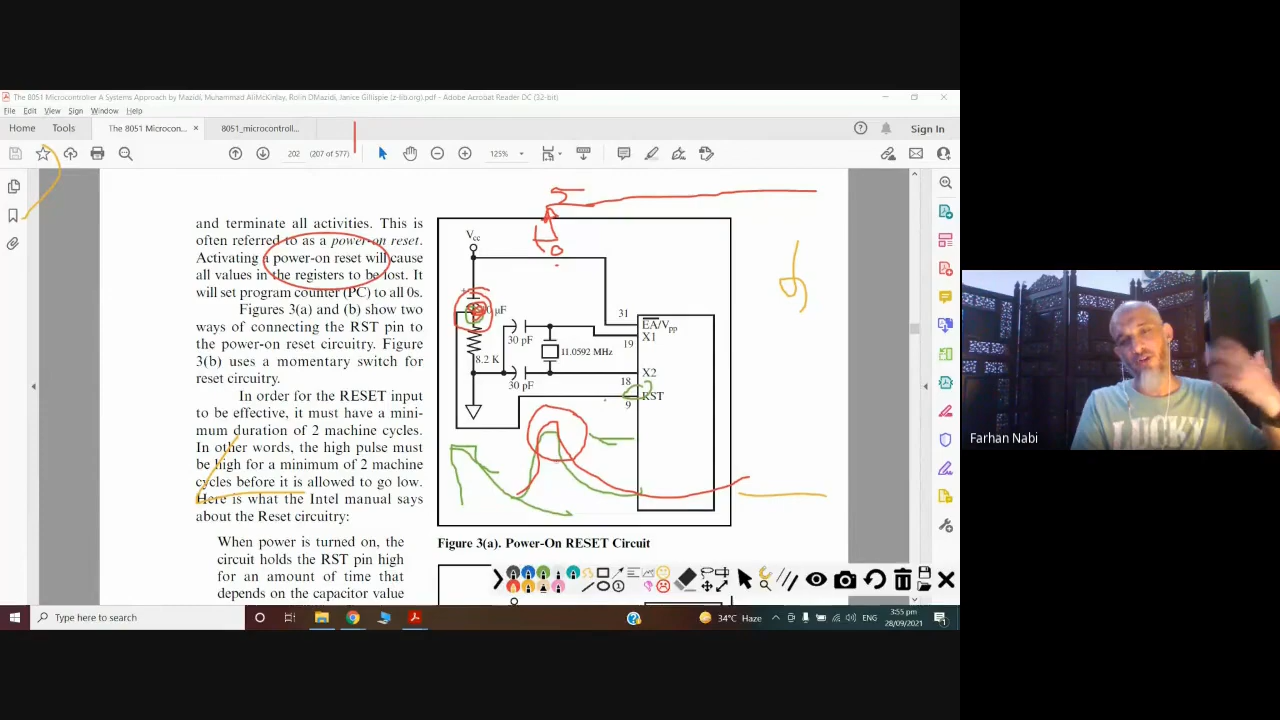 The 8051 Microcontroller A Systems Approach by Mazidi, Muhammad AliMcKinlay, Rolin DMazidi, Janice Gillispie (z-lib.org).pdf - Adobe Acrobat Reader DC (32-bit)
File Edit View Sign Window Help
Home Tools The 8051 Microcon... × 8051_microcontroll... Sign In
202 (207 of 577) 125%
and terminate all activities. This is
often referred to as a power-on reset.
Activating a power-on reset will cause
all values in the registers to be lost. It
will set program counter (PC) to all 0s.
Figures 3(a) and (b) show two
ways of connecting the RST pin to
the power-on reset circuitry. Figure
3(b) uses a momentary switch for
reset circuitry.
In order for the RESET input
to be effective, it must have a mini-
mum duration of 2 machine cycles.
In other words, the high pulse must
be high for a minimum of 2 machine
cycles before it is allowed to go low.
Here is what the Intel manual says
about the Reset circuitry:
When power is turned on, the
circuit holds the RST pin high
for an amount of time that
depends on the capacitor value
5
0
Vcc
+
µF
30 pF
8.2 K
30 pF
11.0592 MHz
31
EA/Vpp
19
X1
X2
18
RST
9
Figure 3(a). Power-On RESET Circuit
Farhan Nabi
Type here to search
34°C Haze
ENG
3:55 pm
28/09/2021